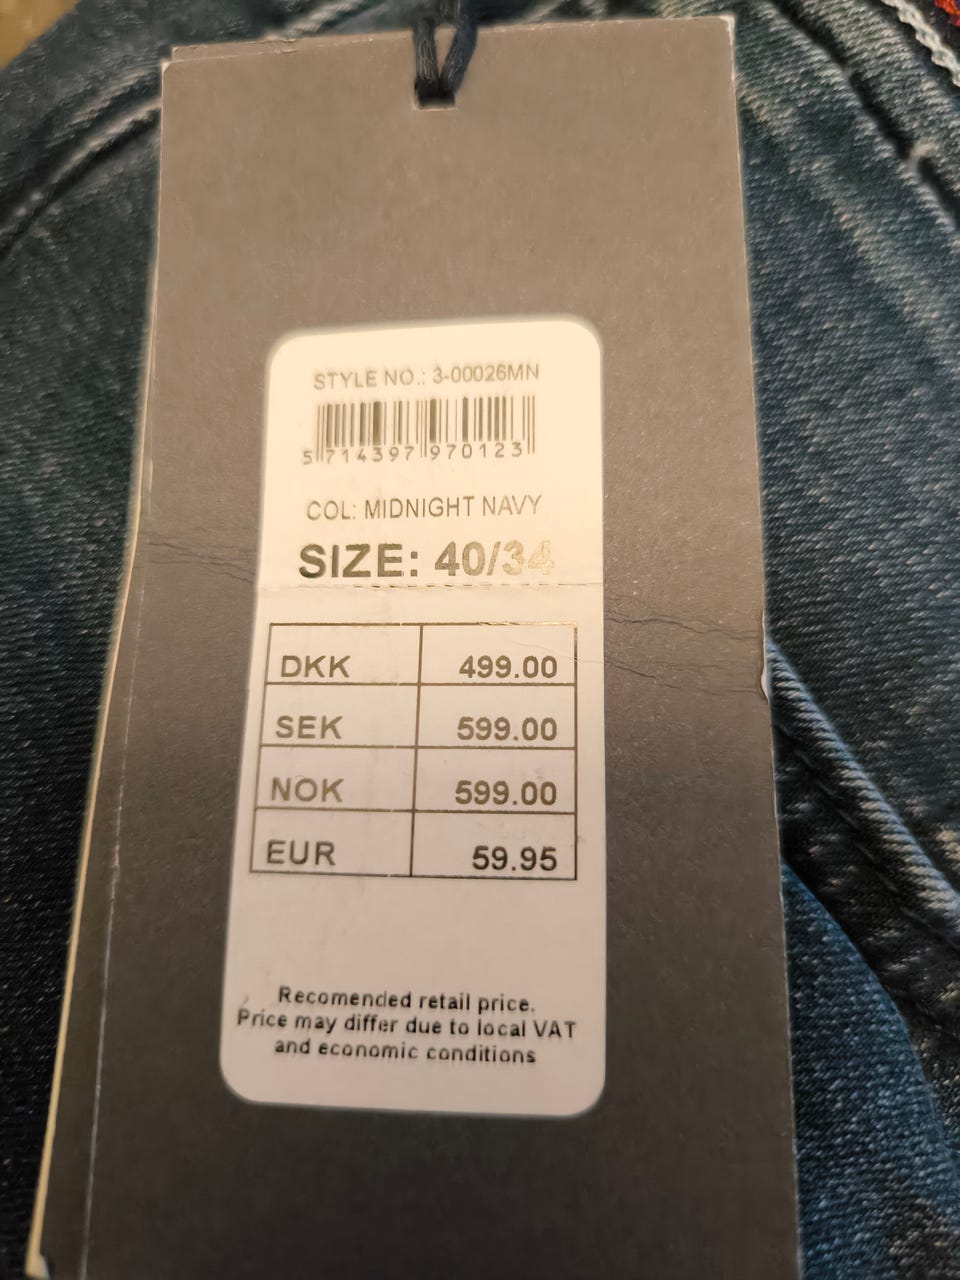 STYLE NO.: 3-00026MN
5 714397 970123
COL: MIDNIGHT NAVY
SIZE: 40/34
DKK 499.00
SEK 599.00
NOK 599.00
EUR 59.95
Recomended retail price.
Price may differ due to local VAT
and economic conditions